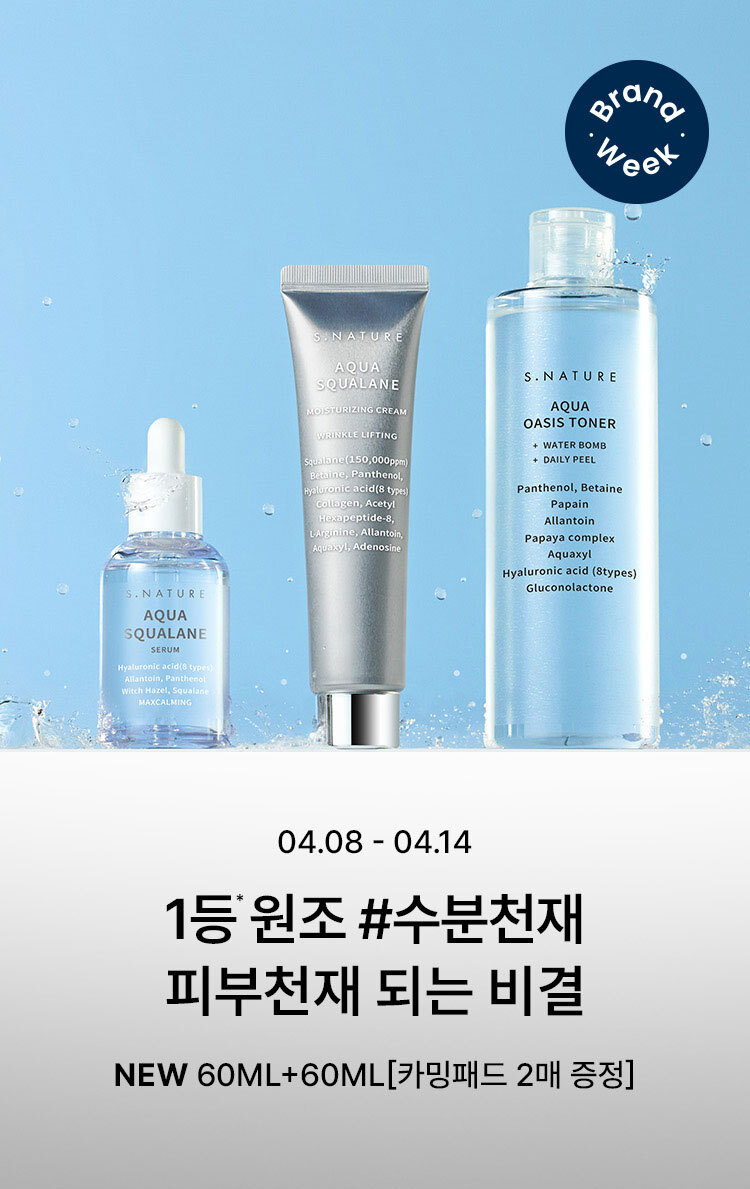 Brand
Week
S.NATURE
AQUA
SQUALANE
SERUM
Hyaluronic acid(8 types)
Allantoin, Panthenol
Witch Hazel, Squalane
MAXCALMING
S.NATURE
AQUA
SQUALANE
MOISTURIZING CREAM
WRINKLE LIFTING
Squalane(150,000ppm)
Betaine, Panthenol,
Hyaluronic acid(8 types)
Collagen, Acetyl
Hexapeptide-8,
L-Arginine, Allantoin,
Aquaxyl, Adenosine
S.NATURE
AQUA
OASIS TONER
+ WATER BOMB
+ DAILY PEEL
Panthenol, Betaine
Papain
Allantoin
Papaya complex
Aquaxyl
Hyaluronic acid (8types)
Gluconolactone
04.08 - 04.14
1등* 원조 #수분천재
피부천재 되는 비결
NEW 60ML+60ML[카밍패드 2매 증정]